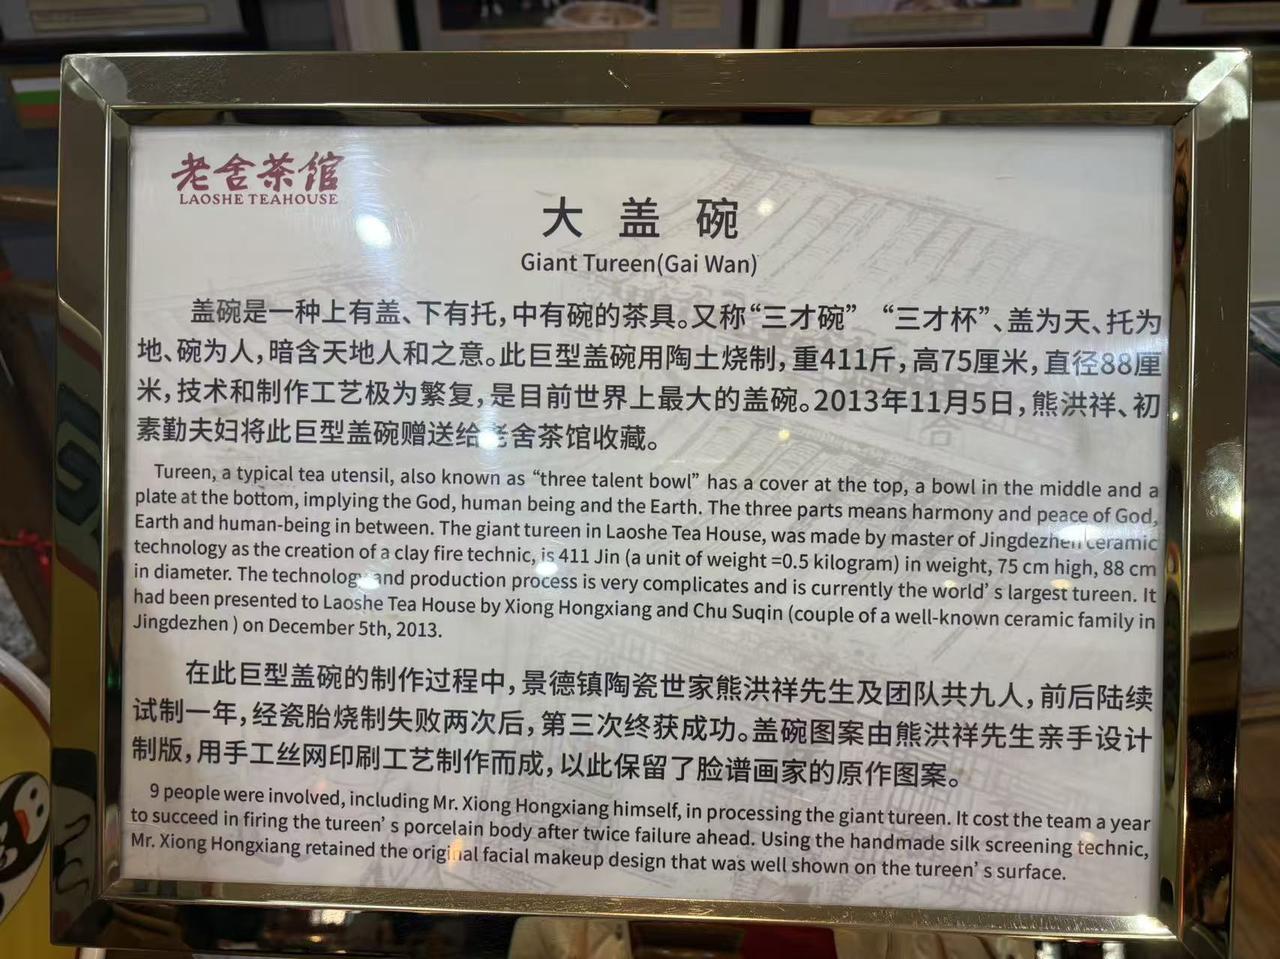 老舍茶馆
LAOSHE TEAHOUSE
大盖碗
Giant Tureen(Gai Wan)
盖碗是一种上有盖、下有托，中有碗的茶具。又称“三才碗” “三才杯”、盖为天、托为
地、碗为人，暗含天地人和之意。此巨型盖碗用陶土烧制，重411斤，高75厘米，直径88厘
米，技术和制作工艺极为繁复，是目前世界上最大的盖碗。2013年11月5日，熊洪祥、初
素勤夫妇将此巨型盖碗赠送给老舍茶馆收藏。
Tureen, a typical tea utensil, also known as “three talent bowl” has a cover at the top, a bowl in the middle and a
plate at the bottom, implying the God, human being and the Earth. The three parts means harmony and peace of God,
Earth and human-being in between. The giant tureen in Laoshe Tea House, was made by master of Jingdezhen ceramic
technology as the creation of a clay fire technic, is 411 Jin (a unit of weight =0.5 kilogram) in weight, 75 cm high, 88 cm
in diameter. The technology and production process is very complicates and is currently the world’s largest tureen. It
had been presented to Laoshe Tea House by Xiong Hongxiang and Chu Suqin (couple of a well-known ceramic family in
Jingdezhen ) on December 5th, 2013.
在此巨型盖碗的制作过程中，景德镇陶瓷世家熊洪祥先生及团队共九人，前后陆续
试制一年，经瓷胎烧制失败两次后，第三次终获成功。盖碗图案由熊洪祥先生亲手设计
制版，用手工丝网印刷工艺制作而成，以此保留了脸谱画家的原作图案。
9 people were involved, including Mr. Xiong Hongxiang himself, in processing the giant tureen. It cost the team a year
to succeed in firing the tureen’s porcelain body after twice failure ahead. Using the handmade silk screening technic,
Mr. Xiong Hongxiang retained the original facial makeup design that was well shown on the tureen’s surface.